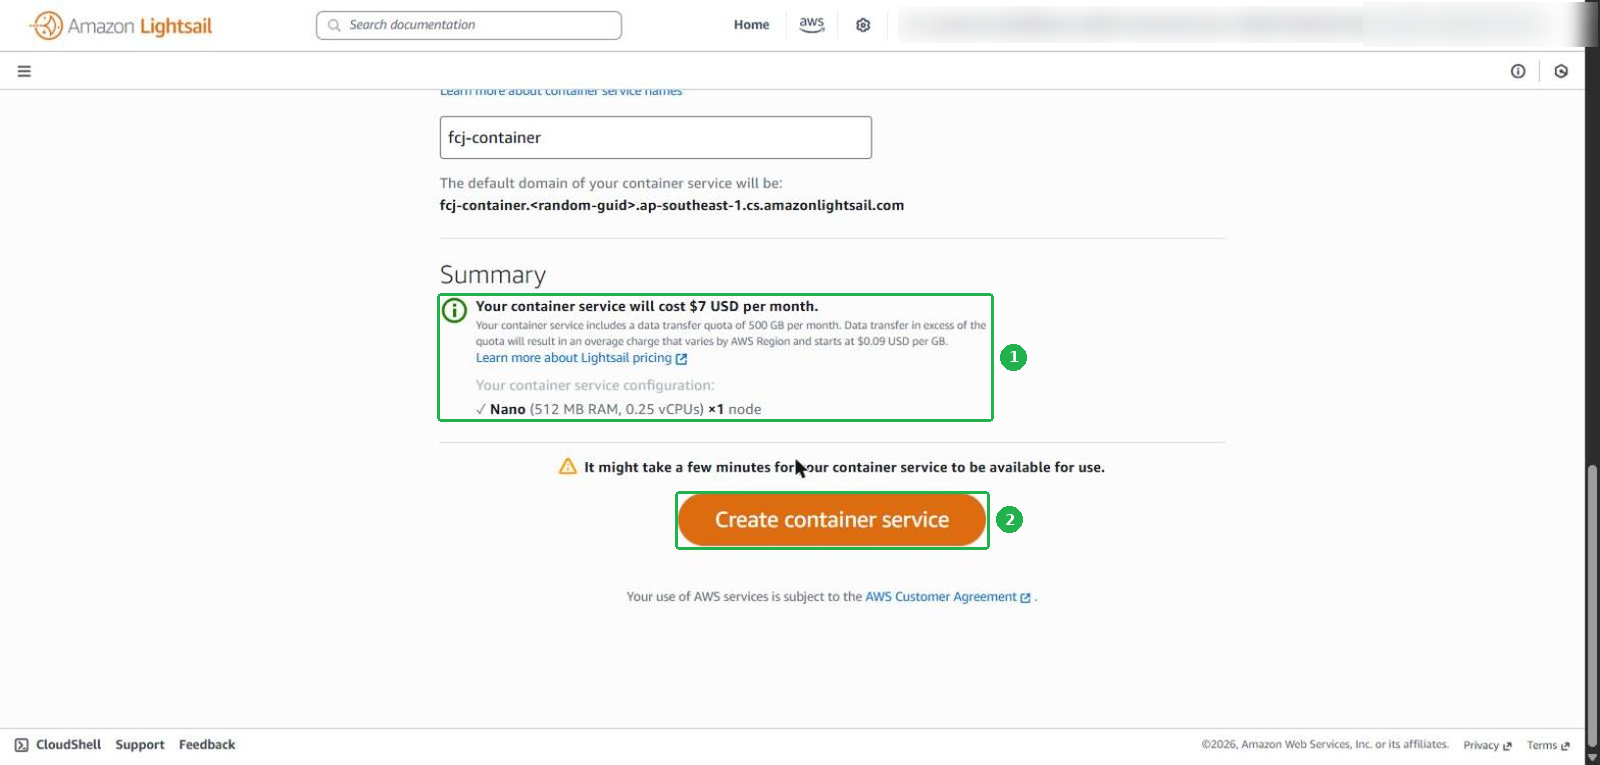 Amazon Lightsail
Search documentation
Home
aws
Learn more about container service names
fcj-container
The default domain of your container service will be:
fcj-container.<random-guid>.ap-southeast-1.cs.amazonlightsail.com
Summary
Your container service will cost $7 USD per month.
Your container service includes a data transfer quota of 500 GB per month. Data transfer in excess of the
quota will result in an overage charge that varies by AWS Region and starts at $0.09 USD per GB.
Learn more about Lightsail pricing
1
Your container service configuration:
✓ Nano (512 MB RAM, 0.25 vCPUs) ×1 node
It might take a few minutes for your container service to be available for use.
Create container service
2
Your use of AWS services is subject to the AWS Customer Agreement .
CloudShell Support Feedback
©2026, Amazon Web Services, Inc. or its affiliates. Privacy Terms